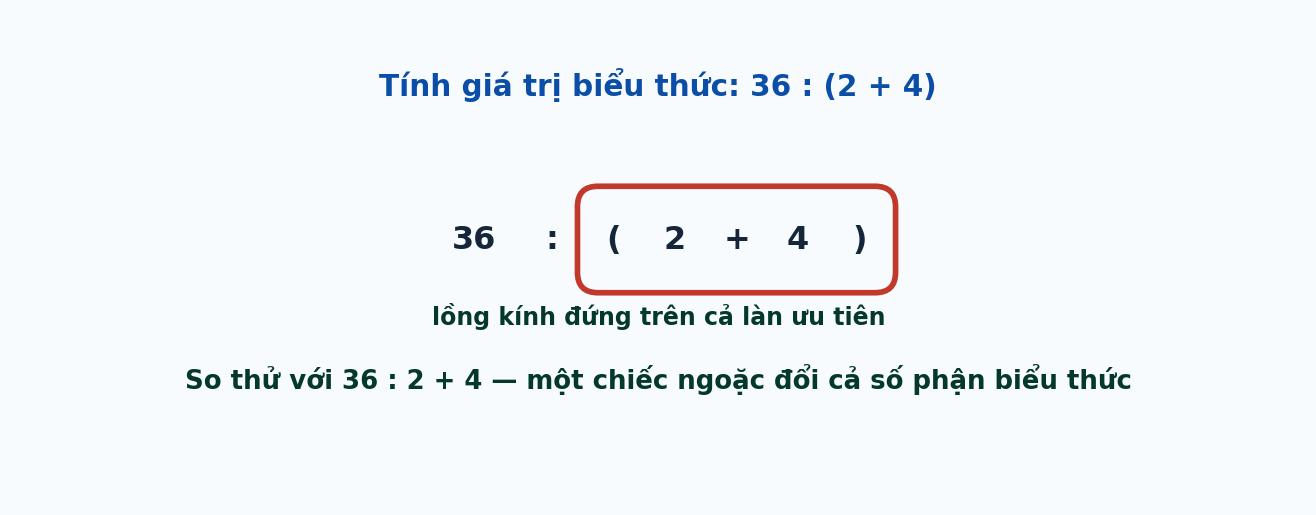 Tính giá trị biểu thức: 36 : (2 + 4)
36 : ( 2 + 4 )
lồng kính đứng trên cả làn ưu tiên
So thử với 36 : 2 + 4 — một chiếc ngoặc đổi cả số phận biểu thức